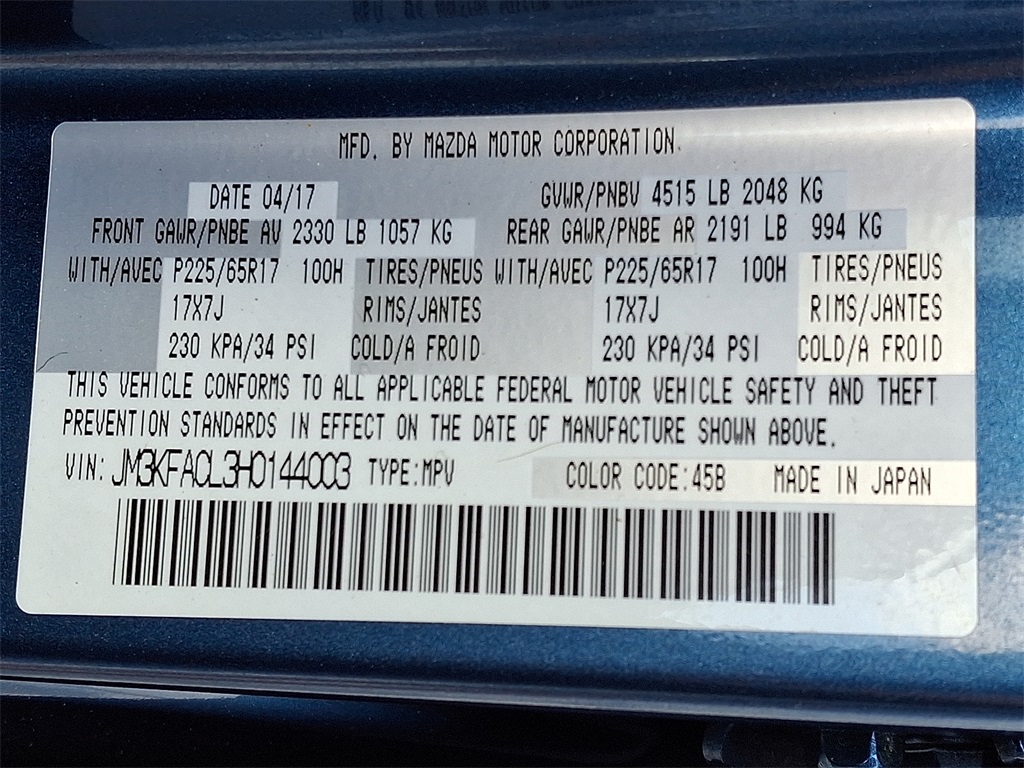 MFD. BY MAZDA MOTOR CORPORATION
DATE 04/17 GVWR/PNBV 4515 LB 2048 KG
FRONT GAWR/PNBE AV 2330 LB 1057 KG REAR GAWR/PNBE AR 2191 LB 994 KG
WITH/AVEC P225/65R17 100H TIRES/PNEUS WITH/AVEC P225/65R17 100H TIRES/PNEUS
17X7J RIMS/JANTES 17X7J RIMS/JANTES
230 KPA/34 PSI COLD/A FROID 230 KPA/34 PSI COLD/A FROID
THIS VEHICLE CONFORMS TO ALL APPLICABLE FEDERAL MOTOR VEHICLE SAFETY AND THEFT
PREVENTION STANDARDS IN EFFECT ON THE DATE OF MANUFACTURE SHOWN ABOVE.
VIN: JM3KFACL3H0144003 TYPE:MPV COLOR CODE:45B MADE IN JAPAN